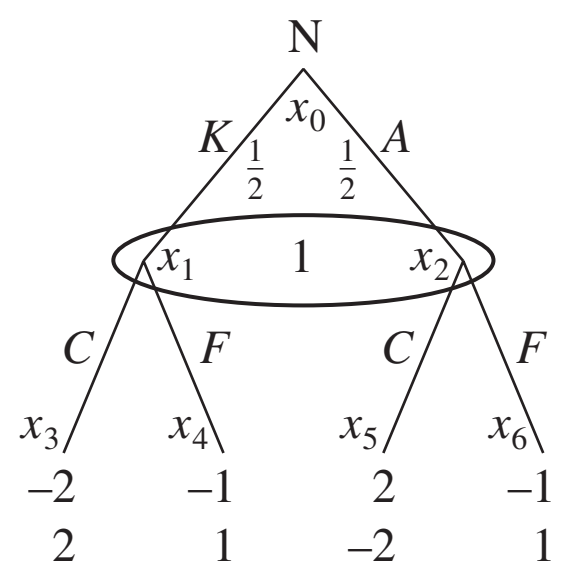 N
x₀
K A
1/2 1/2
x₁ 1 x₂
C F C F
x₃ x₄ x₅ x₆
–2 –1 2 –1
2 1 –2 1